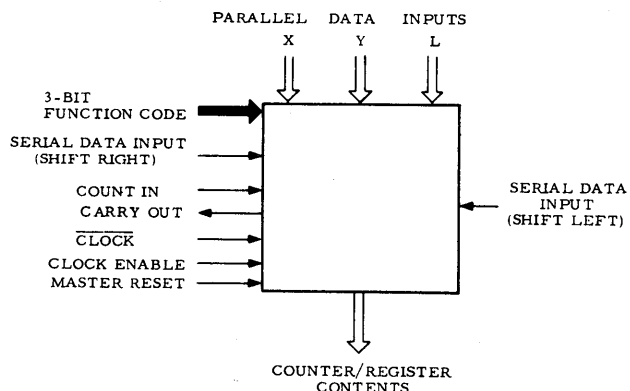 PARALLEL DATA INPUTS
X Y L
3-BIT
FUNCTION CODE
SERIAL DATA INPUT
(SHIFT RIGHT)
COUNT IN
CARRY OUT
C̅L̅O̅C̅K̅
CLOCK ENABLE
MASTER RESET
SERIAL DATA
INPUT
(SHIFT LEFT)
COUNTER/REGISTER
CONTENTS